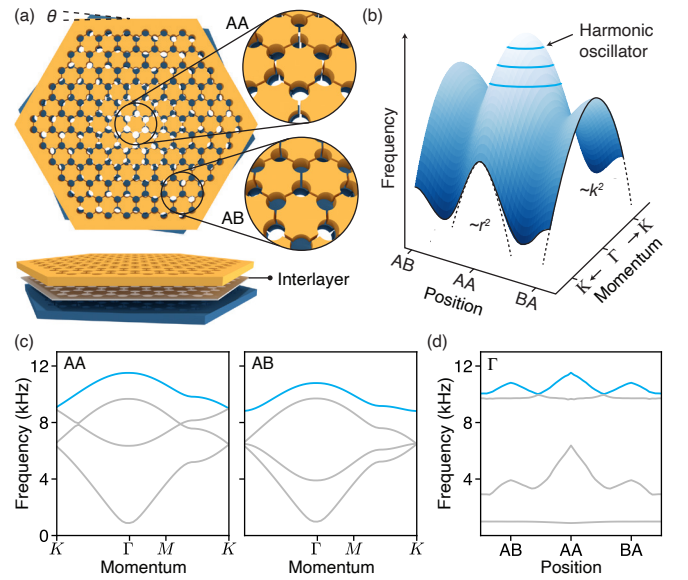 (a)
θ
AA
AB
Interlayer
(b)
Harmonic
oscillator
Frequency
~r²
~k²
AB
AA
BA
Position
K ← Γ → K
Momentum
(c)
AA
AB
Frequency (kHz)
12
8
4
0
K Γ M K
K Γ M K
Momentum
Momentum
(d)
Γ
Frequency (kHz)
12
8
4
AB AA BA
Position